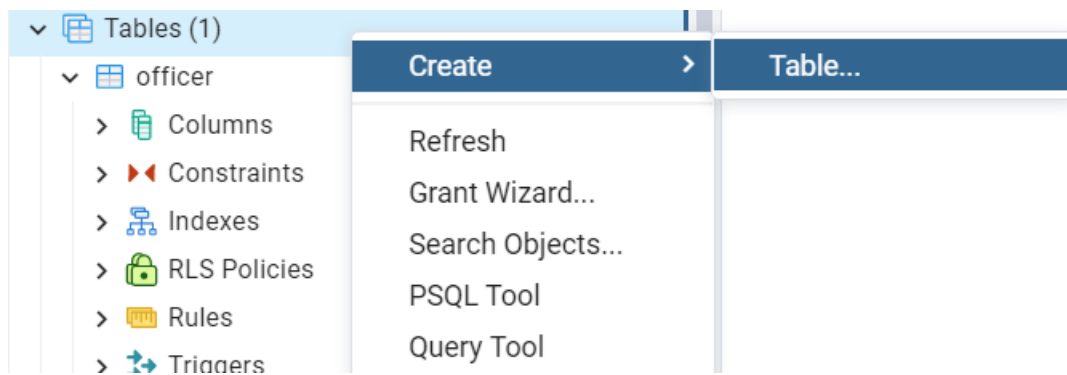 Tables (1)
officer
Columns
Constraints
Indexes
RLS Policies
Rules
Triggers
Create
Table...
Refresh
Grant Wizard...
Search Objects...
PSQL Tool
Query Tool